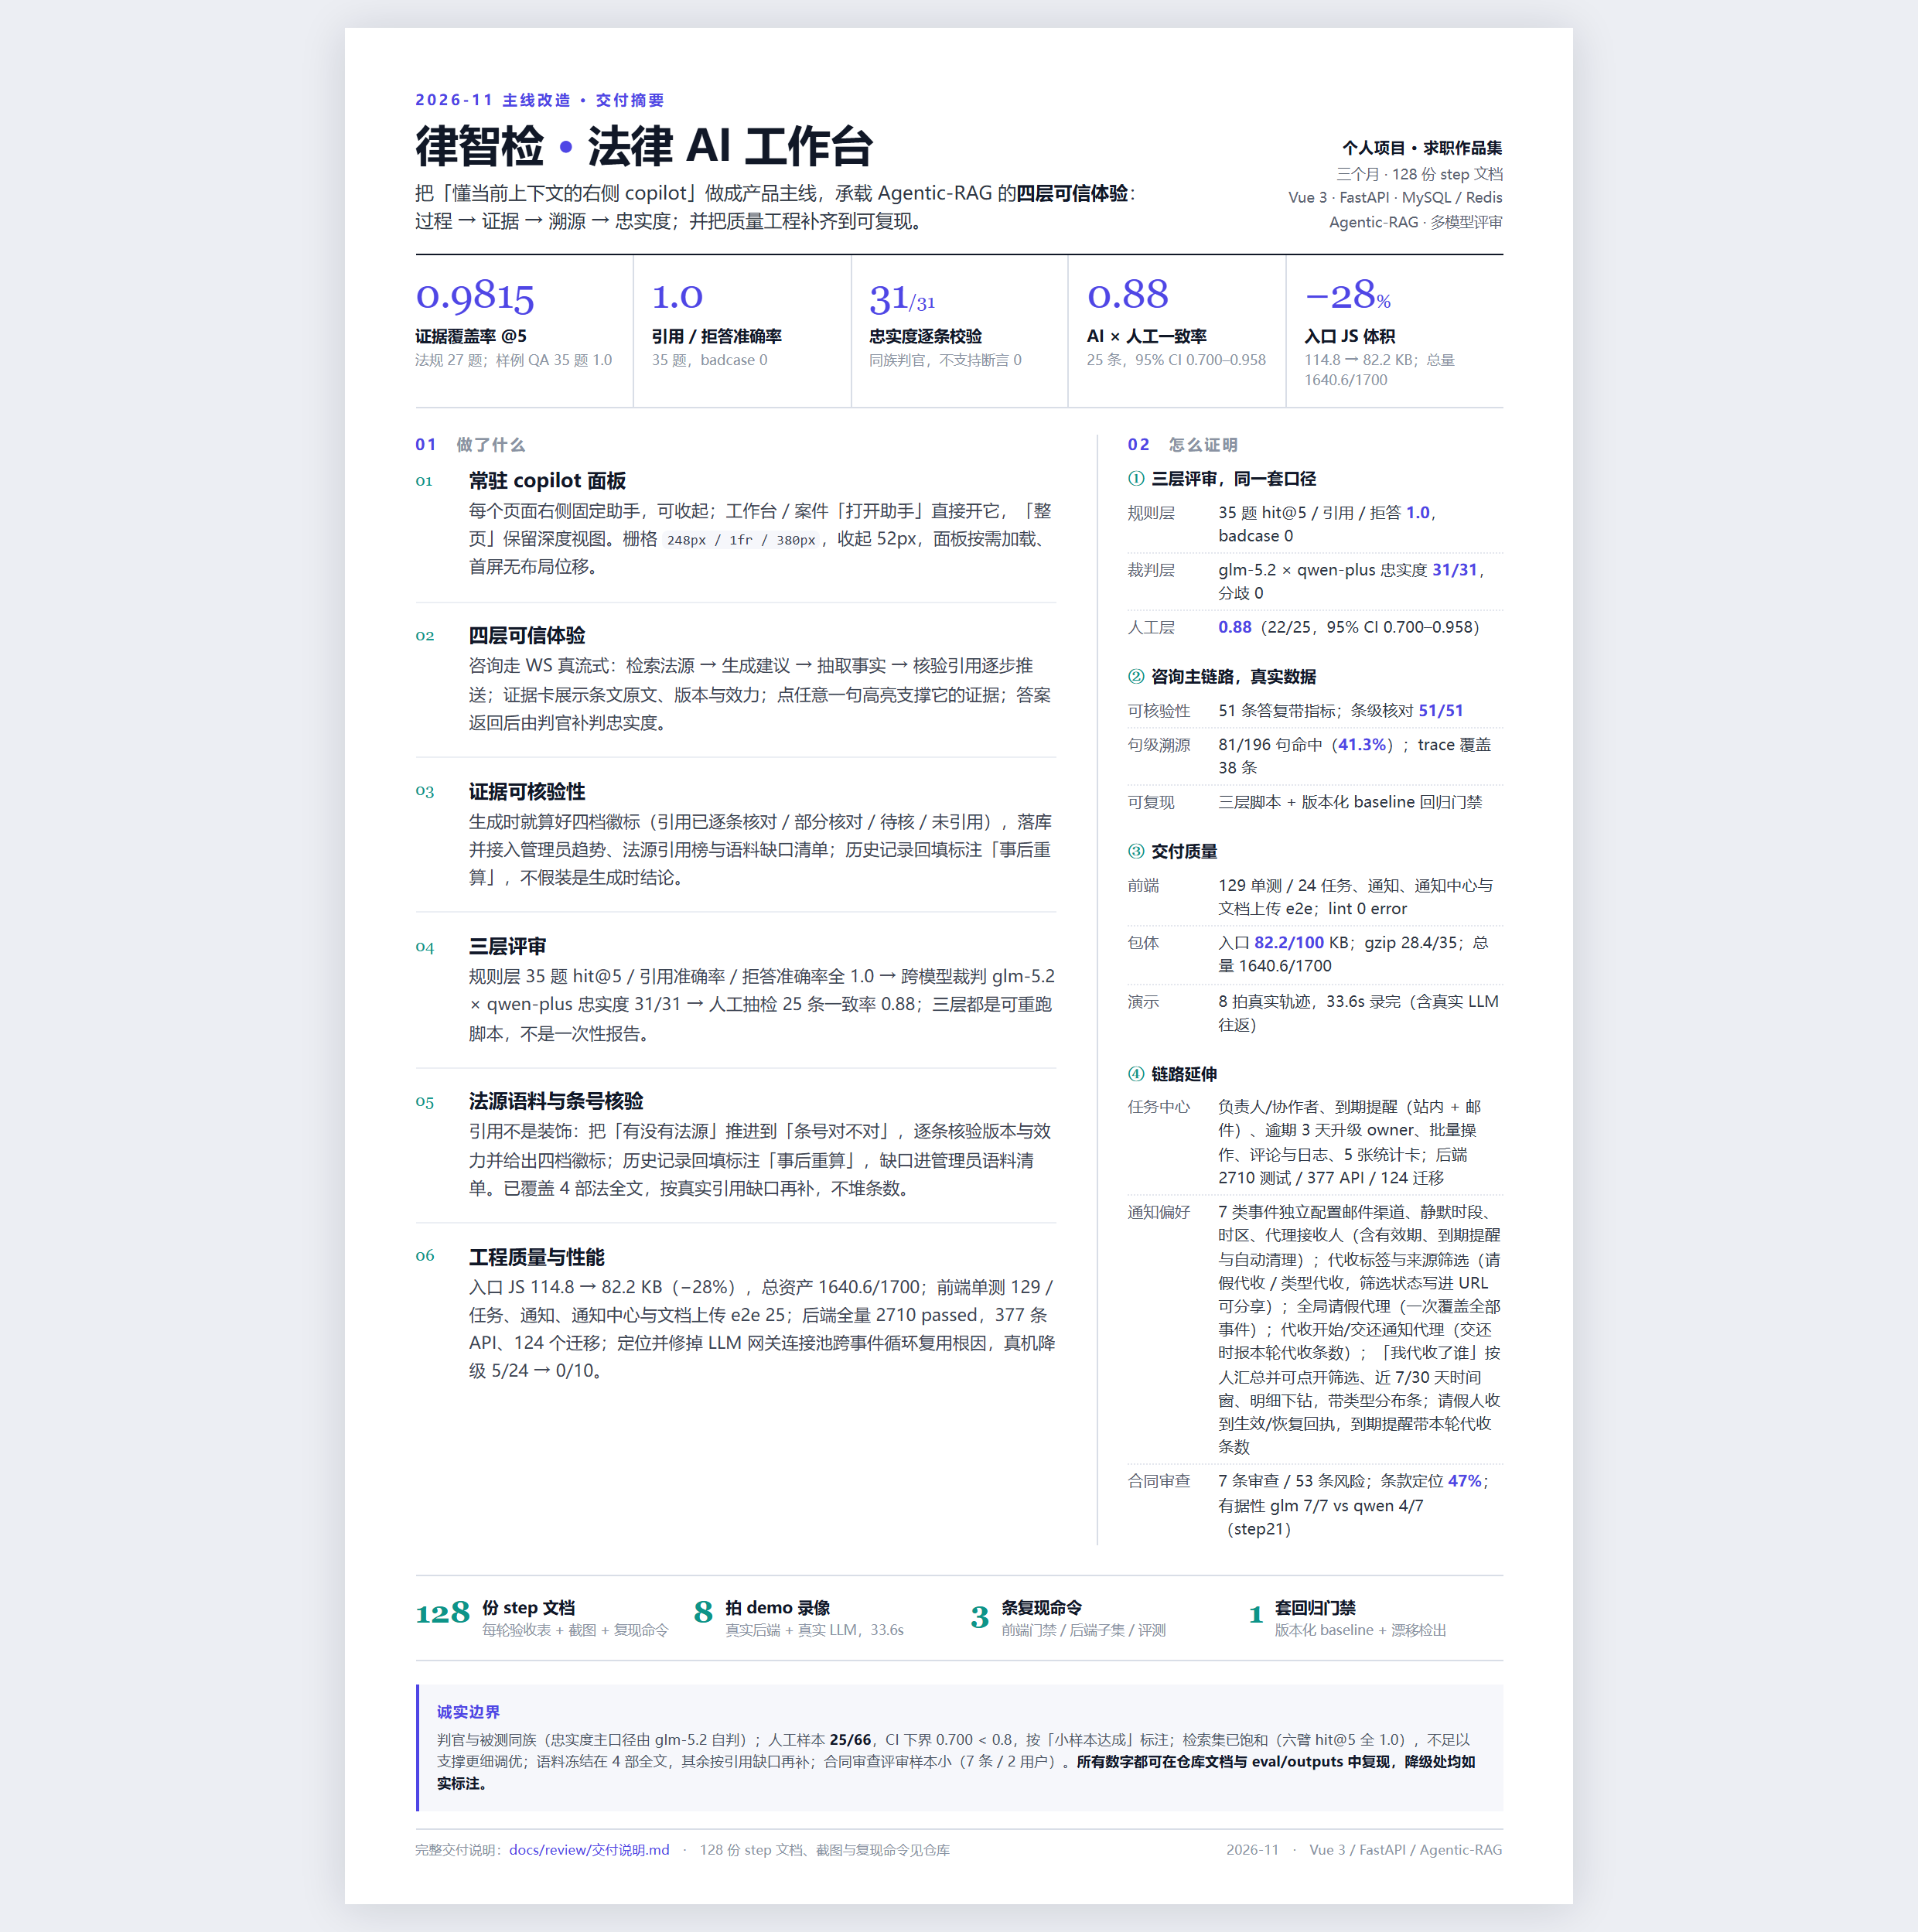 2026-11 主线改造 • 交付摘要
律智检 • 法律 AI 工作台
把「懂当前上下文的右侧 copilot」做成产品主线，承载 Agentic-RAG 的四层可信体验：
过程 → 证据 → 溯源 → 忠实度；并把质量工程补齐到可复现。
个人项目 • 求职作品集
三个月 · 128 份 step 文档
Vue 3 · FastAPI · MySQL / Redis
Agentic-RAG · 多模型评审
0.9815
证据覆盖率 @5
法规 27 题；样例 QA 35 题 1.0
1.0
引用 / 拒答准确率
35 题，badcase 0
31/31
忠实度逐条校验
同族判官，不支持断言 0
0.88
AI × 人工一致率
25 条，95% CI 0.700–0.958
−28%
入口 JS 体积
114.8 → 82.2 KB；总量
1640.6/1700
01 做了什么
01 常驻 copilot 面板
每个页面右侧固定助手，可收起；工作台 / 案件「打开助手」直接开它，「整
页」保留深度视图。栅格 248px / 1fr / 380px，收起 52px，面板按需加载、
首屏无布局位移。
02 四层可信体验
咨询走 WS 真流式：检索法源 → 生成建议 → 抽取事实 → 核验引用逐步推
送；证据卡展示条文原文、版本与效力；点任意一句高亮支撑它的证据；答案
返回后由判官补判忠实度。
03 证据可核验性
生成时就算好四档徽标（引用已逐条核对 / 部分核对 / 待核 / 未引用），落库
并接入管理员趋势、法源引用榜与语料缺口清单；历史记录回填标注「事后重
算」，不假装是生成时结论。
04 三层评审
规则层 35 题 hit@5 / 引用准确率 / 拒答准确率全 1.0 → 跨模型裁判 glm-5.2
× qwen-plus 忠实度 31/31 → 人工抽检 25 条一致率 0.88；三层都是可重跑
脚本，不是一次性报告。
05 法源语料与条号核验
引用不是装饰：把「有没有法源」推进到「条号对不对」，逐条核验版本与效
力并给出四档徽标；历史记录回填标注「事后重算」，缺口进管理员语料清
单。已覆盖 4 部法全文，按真实引用缺口再补，不堆条数。
06 工程质量与性能
入口 JS 114.8 → 82.2 KB（−28%），总资产 1640.6/1700；前端单测 129 /
任务、通知、通知中心与文档上传 e2e 25；后端全量 2710 passed，377 条
API、124 个迁移；定位并修掉 LLM 网关连接池跨事件循环复用根因，真机降
级 5/24 → 0/10。
02 怎么证明
① 三层评审，同一套口径
规则层 35 题 hit@5 / 引用 / 拒答 1.0，
badcase 0
裁判层 glm-5.2 × qwen-plus 忠实度 31/31，
分歧 0
人工层 0.88（22/25，95% CI 0.700–0.958）
② 咨询主链路，真实数据
可核验性 51 条答复带指标；条级核对 51/51
句级溯源 81/196 句命中（41.3%）；trace 覆盖
38 条
可复现 三层脚本 + 版本化 baseline 回归门禁
③ 交付质量
前端 129 单测 / 24 任务、通知、通知中心与
文档上传 e2e；lint 0 error
包体 入口 82.2/100 KB；gzip 28.4/35；总
量 1640.6/1700
演示 8 拍真实轨迹，33.6s 录完（含真实 LLM
往返）
④ 链路延伸
任务中心 负责人/协作者、到期提醒（站内 + 邮
件）、逾期 3 天升级 owner、批量操
作、评论与日志、5 张统计卡；后端
2710 测试 / 377 API / 124 迁移
通知偏好 7 类事件独立配置邮件渠道、静默时段、
时区、代理接收人（含有效期、到期提醒
与自动清理）；代收标签与来源筛选（请
假代收 / 类型代收，筛选状态写进 URL
可分享）；全局请假代理（一次覆盖全部
事件）；代收开始/交还通知代理（交还
时报本轮代收条数）；「我代收了谁」按
人汇总并可点开筛选、近 7/30 天时间
窗、明细下钻，带类型分布条；请假人收
到生效/恢复回执，到期提醒带本轮代收
条数
合同审查 7 条审查 / 53 条风险；条款定位 47%；
有据性 glm 7/7 vs qwen 4/7
（step21）
128 份 step 文档
每轮验收表 + 截图 + 复现命令
8 拍 demo 录像
真实后端 + 真实 LLM，33.6s
3 条复现命令
前端门禁 / 后端子集 / 评测
1 套回归门禁
版本化 baseline + 漂移检出
诚实边界
判官与被测同族（忠实度主口径由 glm-5.2 自判）；人工样本 25/66，CI 下界 0.700 < 0.8，按「小样本达成」标注；检索集已饱和（六臂 hit@5 全 1.0），不足以
支撑更细调优；语料冻结在 4 部全文，其余按引用缺口再补；合同审查评审样本小（7 条 / 2 用户）。所有数字都可在仓库文档与 eval/outputs 中复现，降级处均如
实标注。
完整交付说明：docs/review/交付说明.md · 128 份 step 文档、截图与复现命令见仓库
2026-11 · Vue 3 / FastAPI / Agentic-RAG